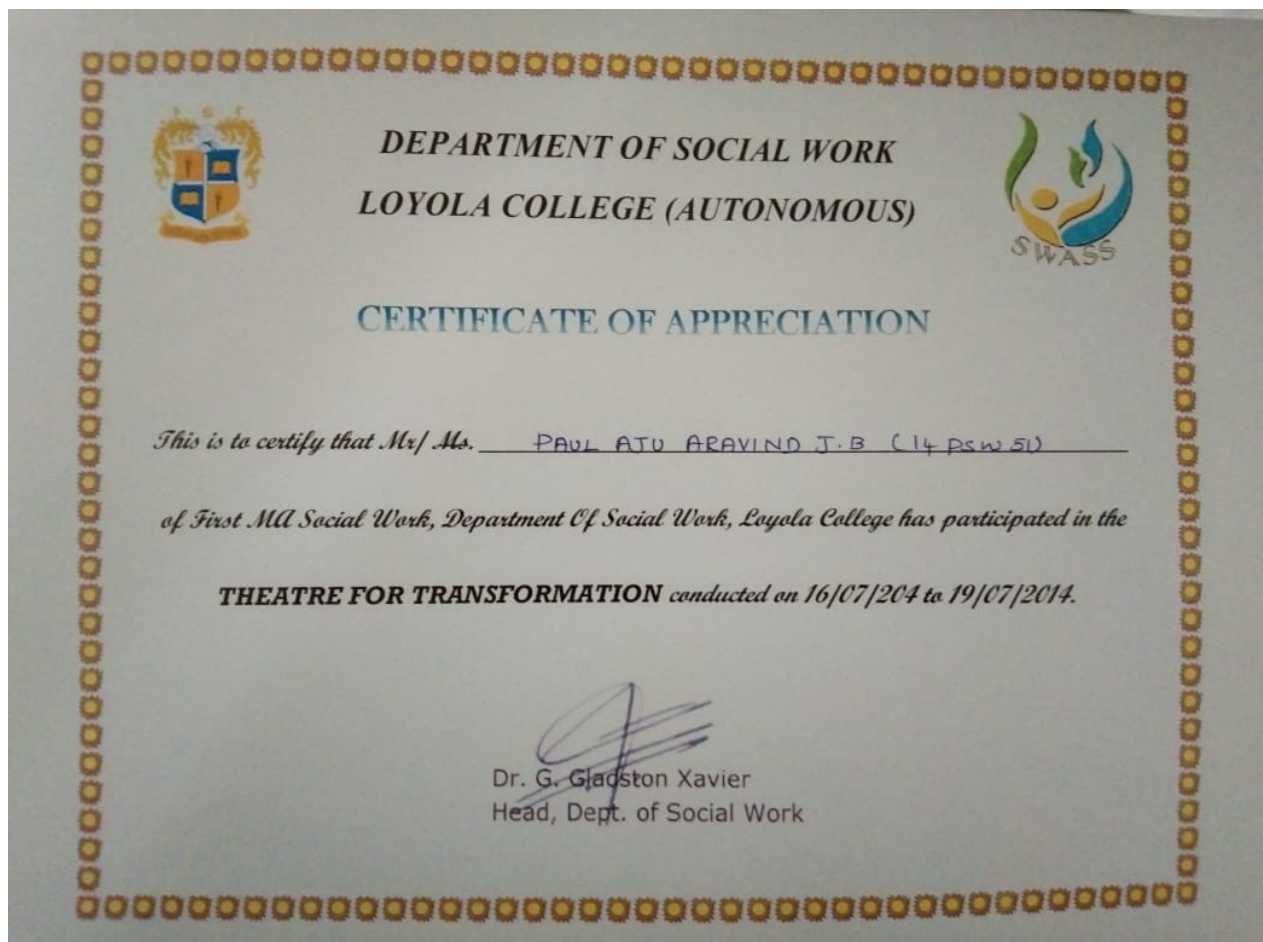 DEPARTMENT OF SOCIAL WORK
LOYOLA COLLEGE (AUTONOMOUS)
SWASS
CERTIFICATE OF APPRECIATION
This is to certify that Mr/ Ms. PAUL AJU ARAVIND J.B (14 PSW 51)
of First MA Social Work, Department Of Social Work, Loyola College has participated in the
THEATRE FOR TRANSFORMATION conducted on 16/07/204 to 19/07/2014.
Dr. G. Gladston Xavier
Head, Dept. of Social Work